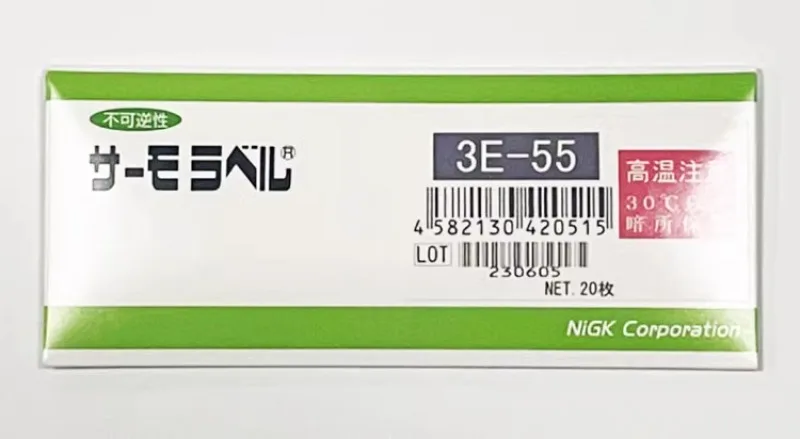 不可逆性
サーモラベル®
3E-55
高温注
30℃
暗所
4 582130 420515
LOT
230605
NET.20枚
NiGK Corporation